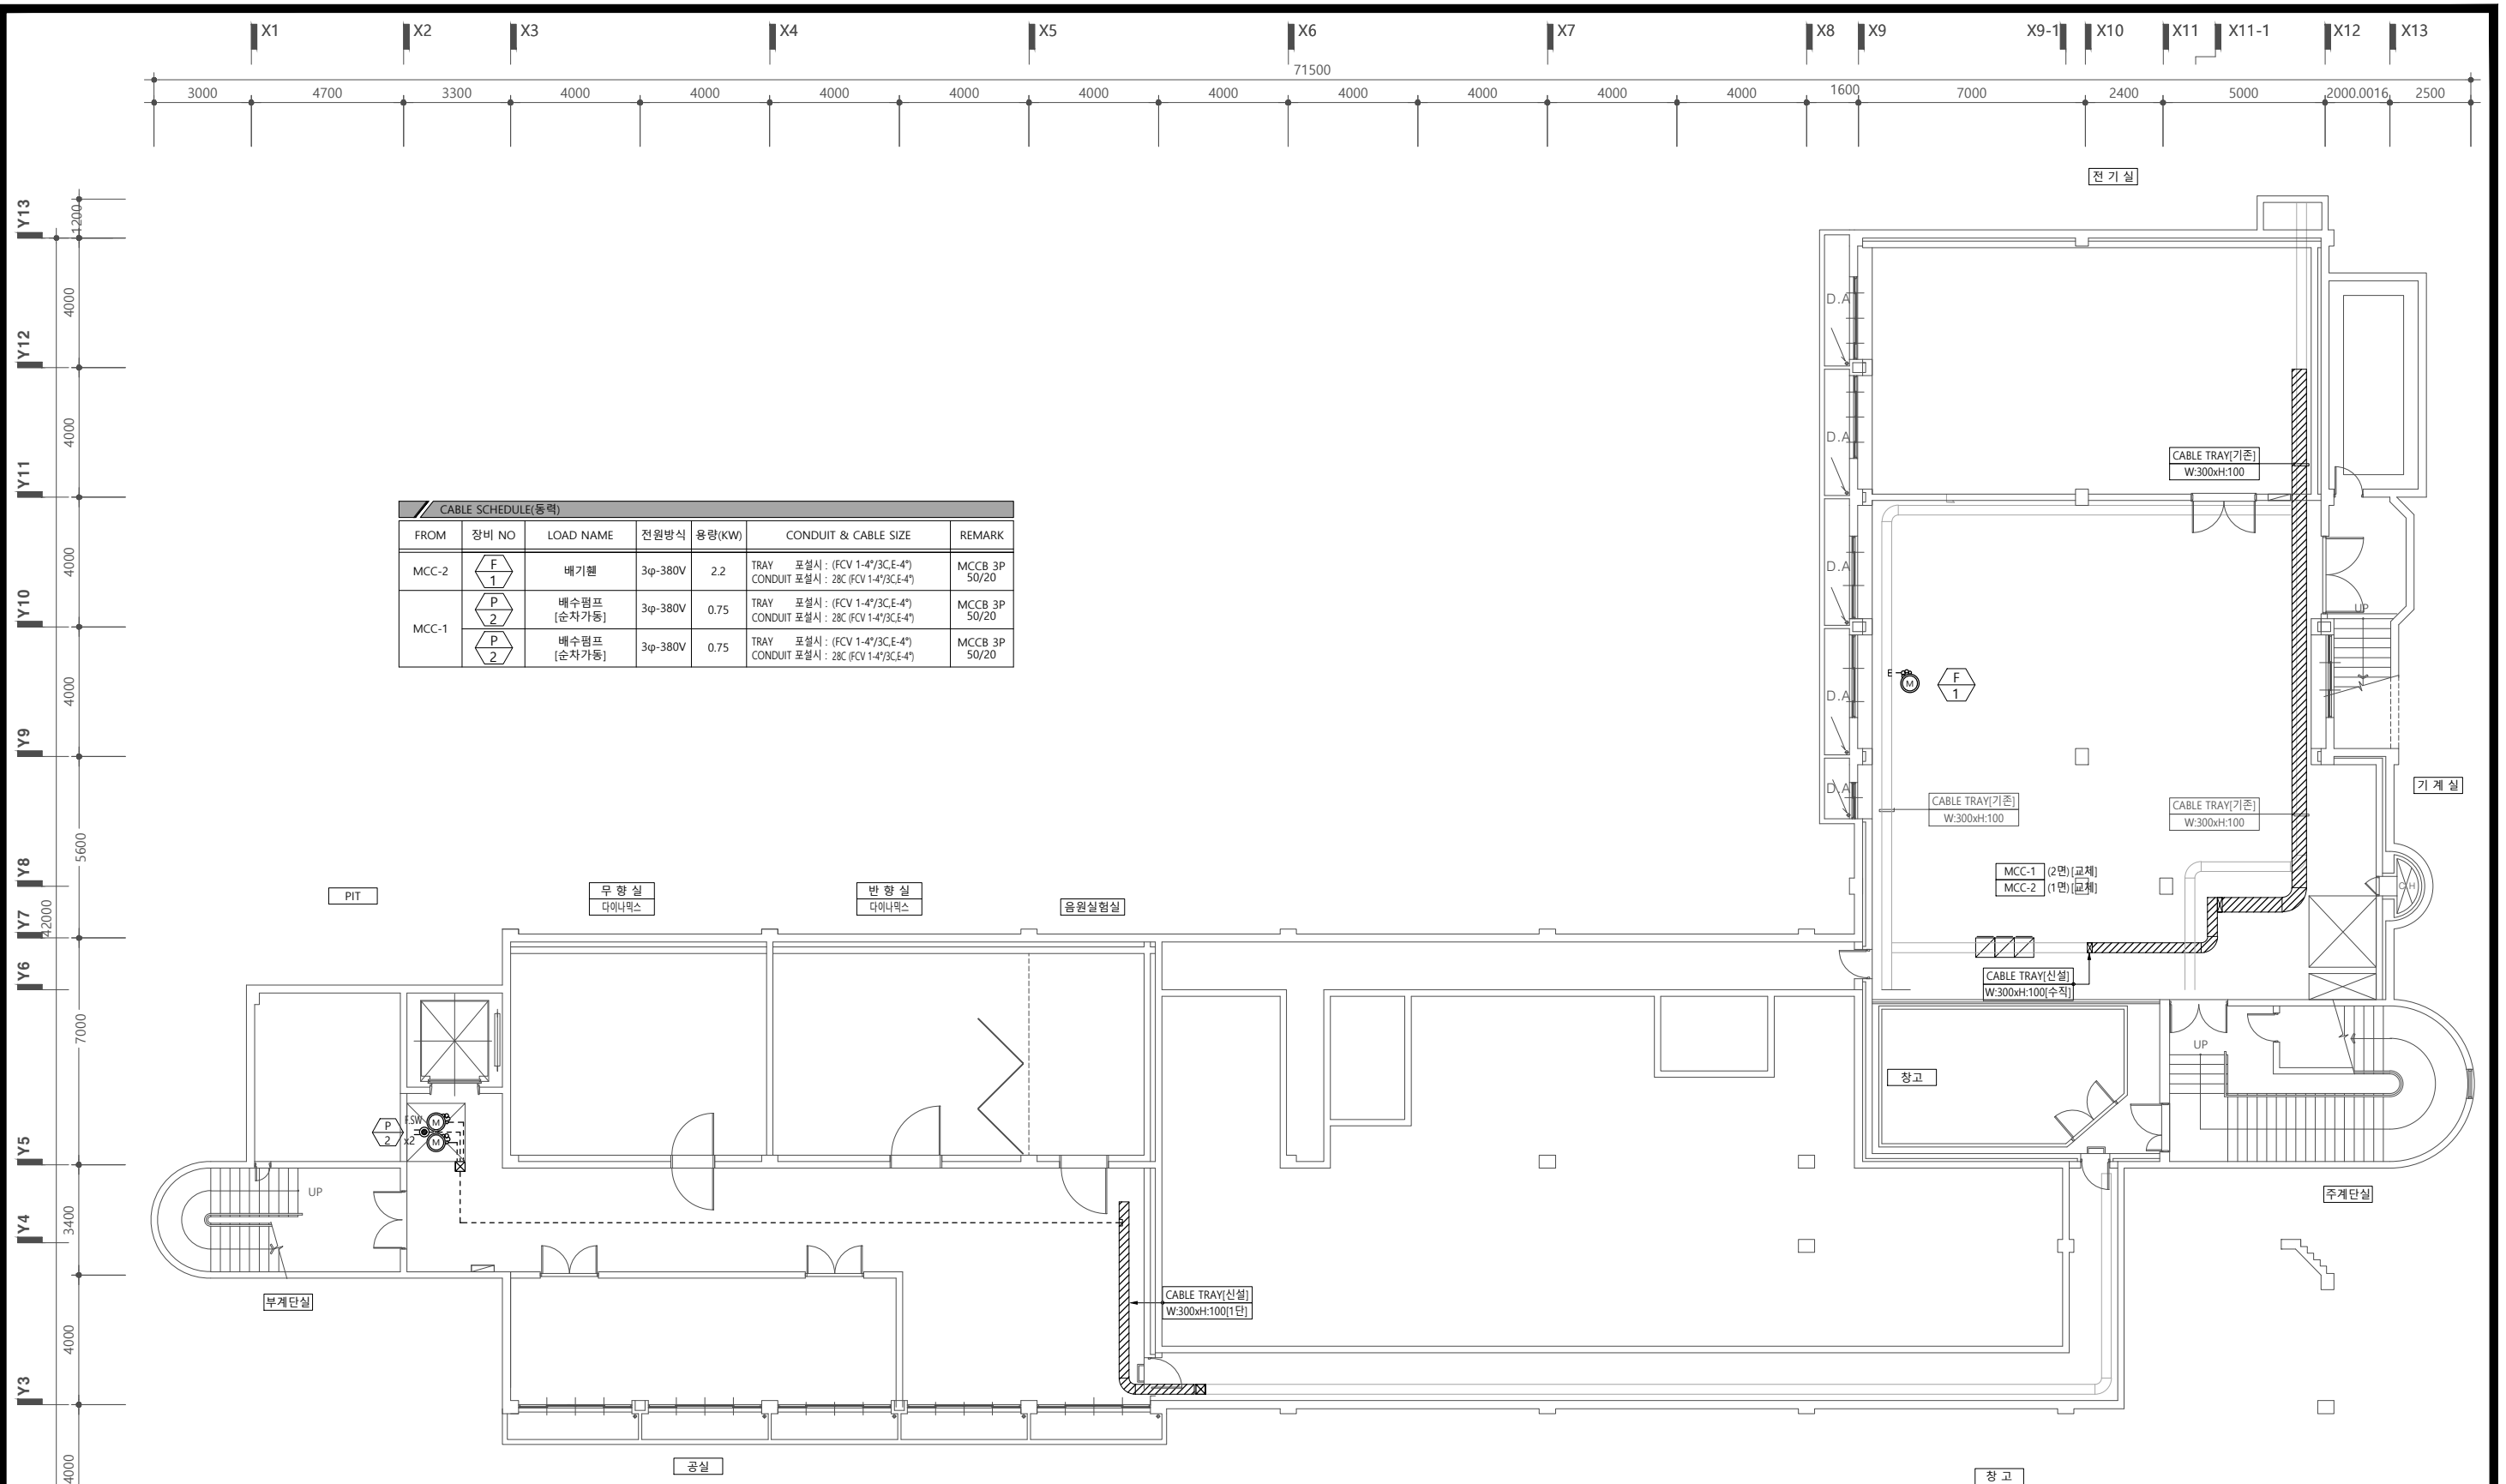 X1 X2 X3 X4 X5 X6 X7 X8 X9 X9-1 X10 X11 X11-1 X12 X13
71500
3000 4700 3300 4000 4000 4000 4000 4000 4000 4000 4000 4000 4000 1600 7000 2400 5000 2000.0016 2500
전 기 실
Y13
1200
4000
Y12
4000
Y11
4000
Y10
4000
Y9
5600
Y8
Y7
42000
Y6
7000
Y5
3400
Y4
4000
Y3
4000
CABLE SCHEDULE(동력)
FROM 장비 NO LOAD NAME 전원방식 용량(KW) CONDUIT & CABLE SIZE REMARK
MCC-2 F 1 배기휀 3φ-380V 2.2
TRAY 포설시 : (FCV 1-4°/3C,E-4°)
CONDUIT 포설시 : 28C (FCV 1-4°/3C,E-4°)
MCCB 3P
50/20
MCC-1 P 2 배수펌프
[순차가동]
3φ-380V 0.75
TRAY 포설시 : (FCV 1-4°/3C,E-4°)
CONDUIT 포설시 : 28C (FCV 1-4°/3C,E-4°)
MCCB 3P
50/20
P 2 배수펌프
[순차가동]
3φ-380V 0.75
TRAY 포설시 : (FCV 1-4°/3C,E-4°)
CONDUIT 포설시 : 28C (FCV 1-4°/3C,E-4°)
MCCB 3P
50/20
D.A
D.A
D.A
D.A
D.A
CABLE TRAY[기존]
W:300xH:100
UP
E
M
F
1
기 계 실
CABLE TRAY[기존]
W:300xH:100
CABLE TRAY[기존]
W:300xH:100
MCC-1 (2면)[교체]
MCC-2 (1면)[교체]
PIT
무 향 실
다이나믹스
반 향 실
다이나믹스
음원실험실
CABLE TRAY[신설]
W:300xH:100[수직]
UP
창고
P
2
F.SW
x2
M
M
UP
주계단실
부계단실
CABLE TRAY[신설]
W:300xH:100[1단]
공실
창 고